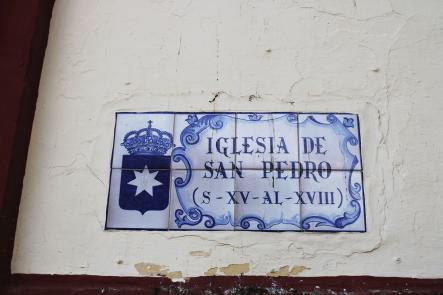 IGLESIA DE
SAN PEDRO
(S-XV-AL-XVIII)